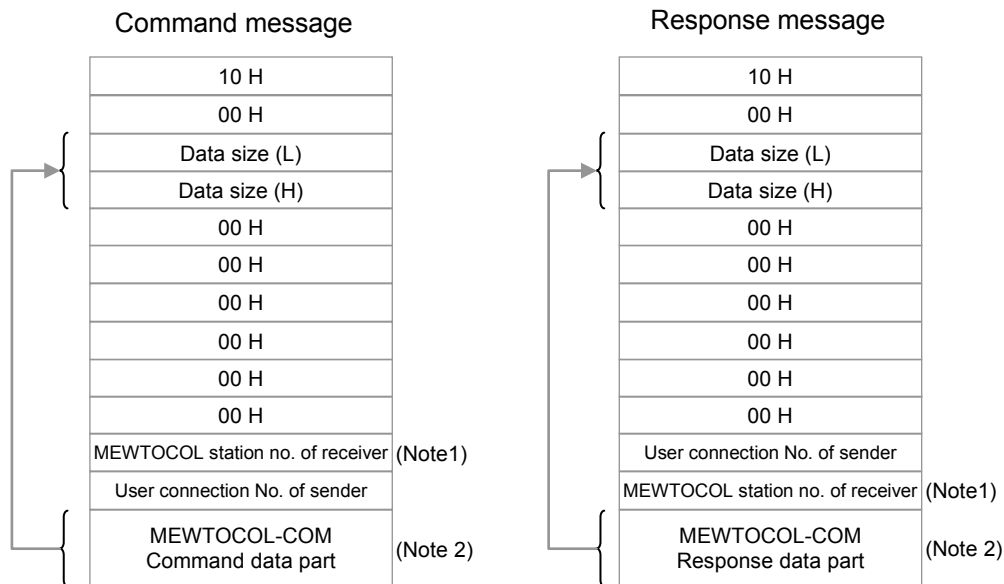 Command message
10 H
00 H
Data size (L)
Data size (H)
00 H
00 H
00 H
00 H
00 H
00 H
MEWTOCOL station no. of receiver (Note1)
User connection No. of sender
MEWTOCOL-COM
Command data part
(Note 2)
Response message
10 H
00 H
Data size (L)
Data size (H)
00 H
00 H
00 H
00 H
00 H
00 H
User connection No. of sender
MEWTOCOL station no. of receiver (Note1)
MEWTOCOL-COM
Response data part
(Note 2)